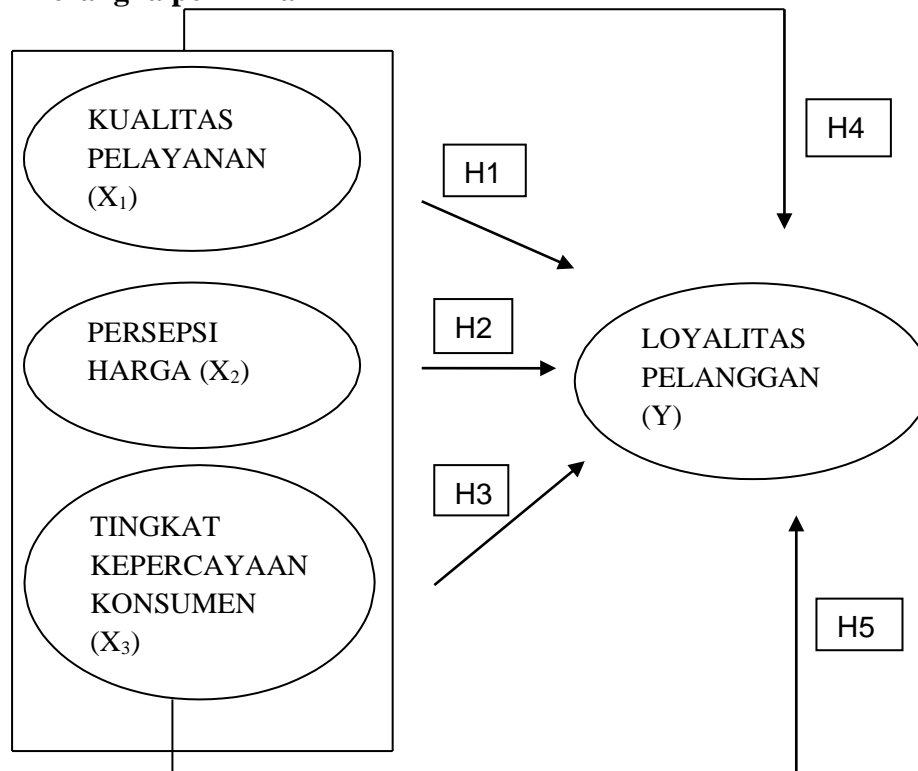 KUALITAS
PELAYANAN
(X₁)
H1
H4
PERSEPSI
HARGA (X₂)
H2
LOYALITAS
PELANGGAN
(Y)
TINGKAT
KEPERCAYAAN
KONSUMEN
(X₃)
H3
H5